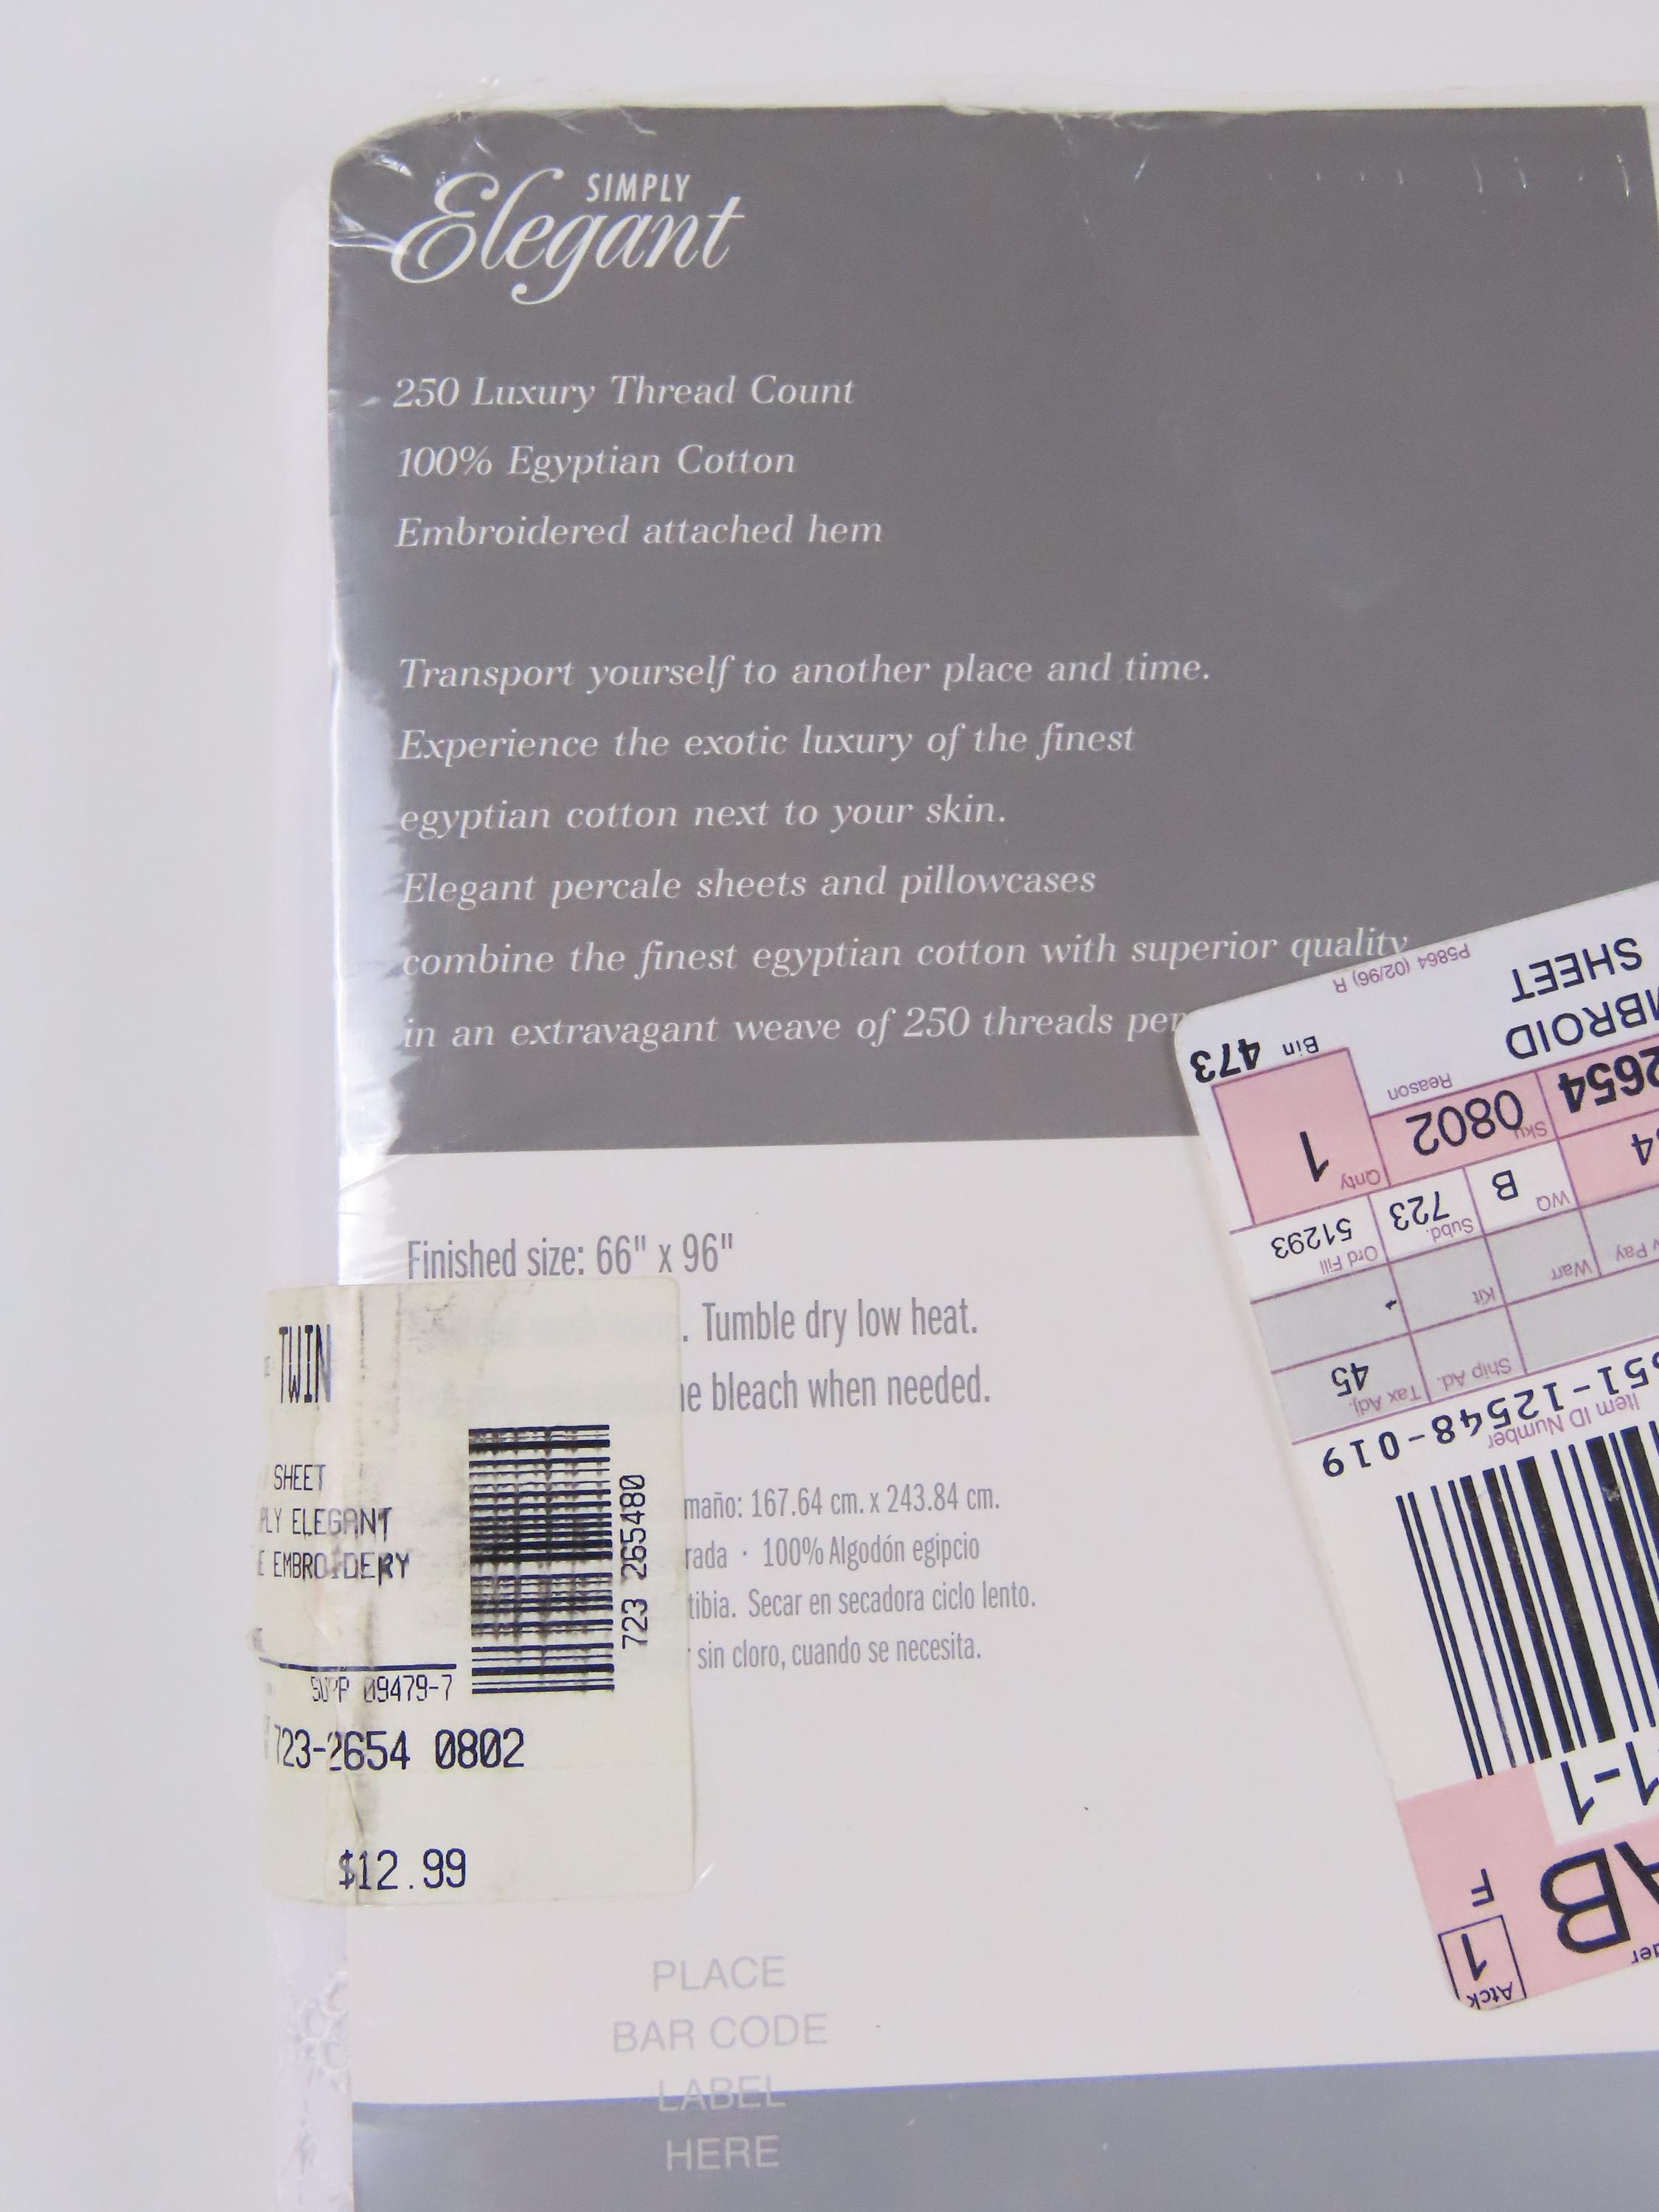 SIMPLY
Elegant
250 Luxury Thread Count
100% Egyptian Cotton
Embroidered attached hem
Transport yourself to another place and time.
Experience the exotic luxury of the finest
egyptian cotton next to your skin.
Elegant percale sheets and pillowcases
combine the finest egyptian cotton with superior quality
in an extravagant weave of 250 threads per
Finished size: 66" x 96"
. Tumble dry low heat.
bleach when needed.
maño: 167.64 cm. x 243.84 cm.
rada · 100% Algodón egipcio
tibia. Secar en secadora ciclo lento.
sin cloro, cuando se necesita.
TWIN
SHEET
PLY ELEGANT
E EMBROIDERY
723 265480
SUPP 09479-7
723-2654 0802
$12.99
PLACE
BAR CODE
LABEL
HERE
Atck
1
F
AB
1-1
Item ID Number
51-12548-019
Tax Adj.
45
Ship Ad.
Kit
Warr
Pay
Ord Fill
51293
Subd.
723
WQ
B
4
Qnty
1
Sku
0802
2654
Reason
Bin 473
BROID
SHEET
P5864 (02/96) R